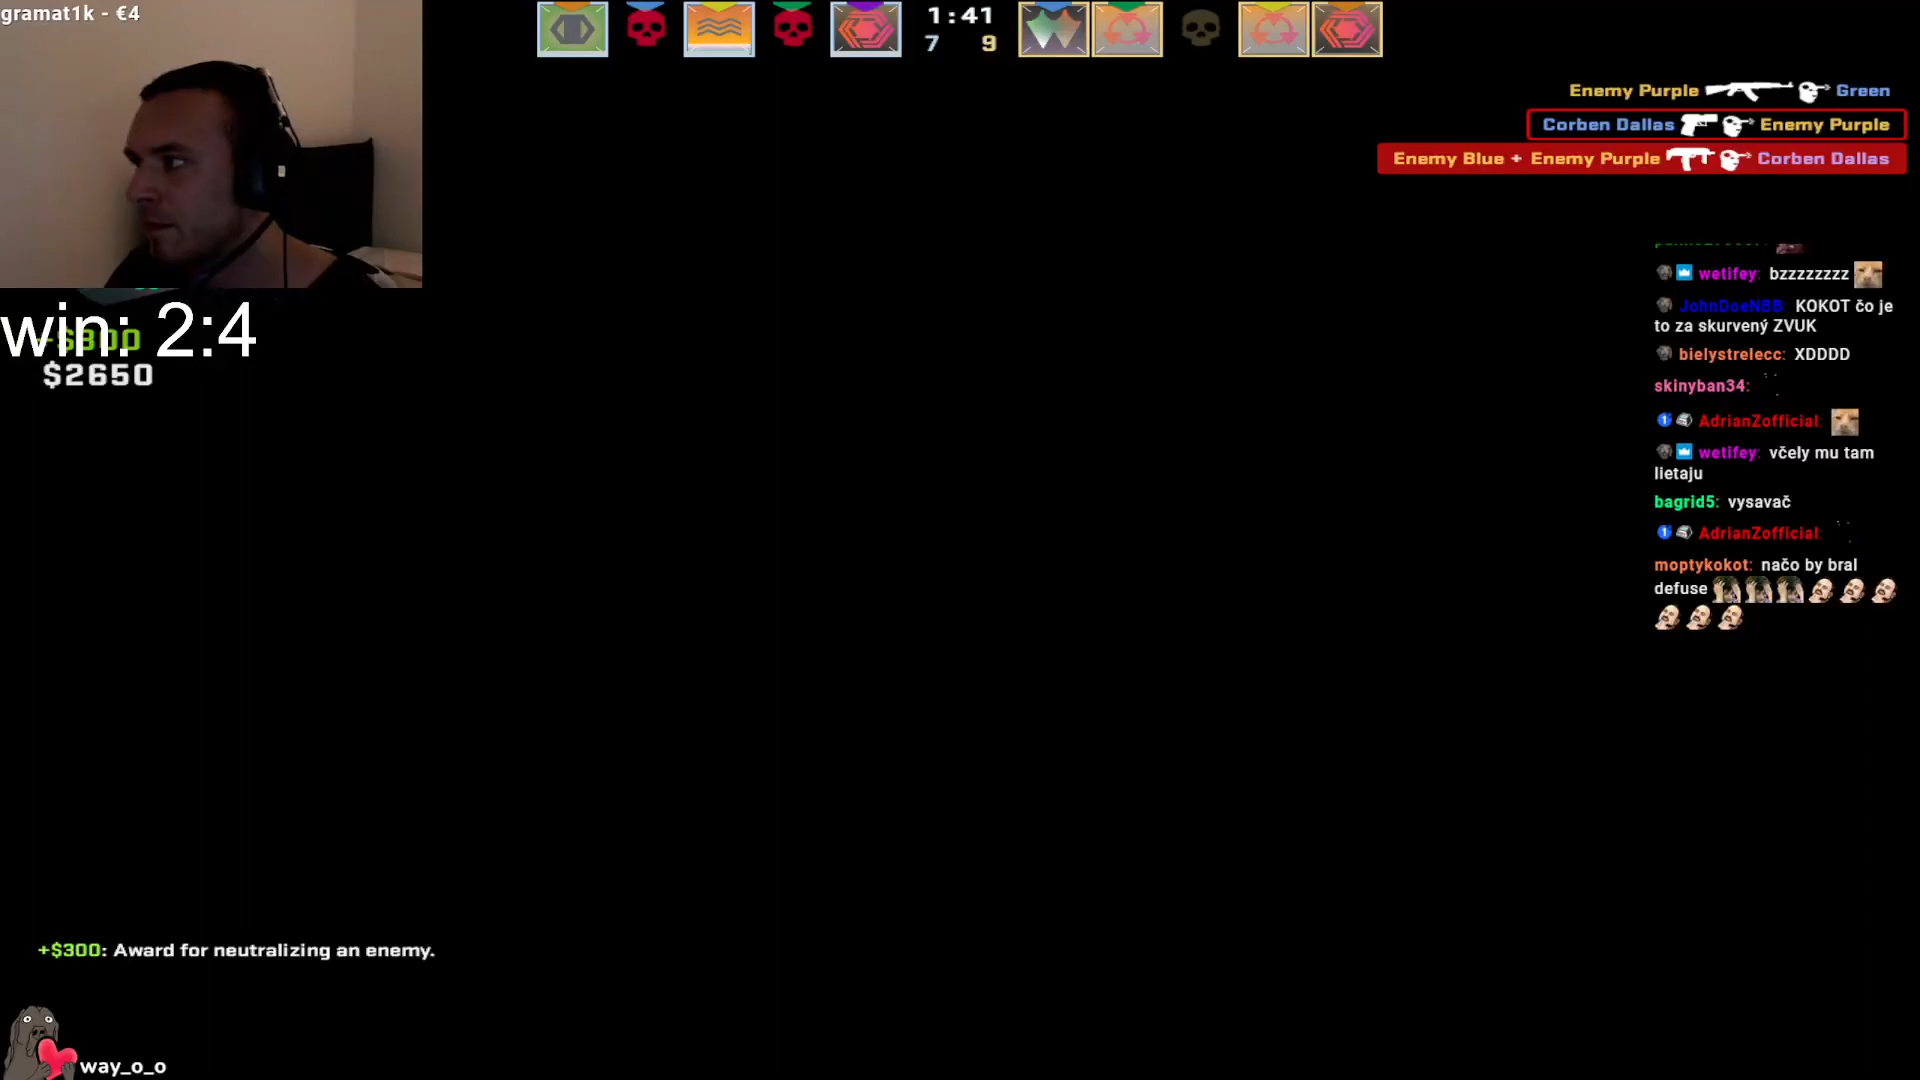 gramat1k - €4
1:41
7 9
Enemy Purple Green
Corben Dallas Enemy Purple
Enemy Blue + Enemy Purple Corben Dallas
wetifey: bzzzzzzzz
JohnDoeNBB: KOKOT čo je
to za skurvený ZVUK
bielystrelecc: XDDDD
skinyban34:
AdrianZofficial:
wetifey: včely mu tam
lietaju
bagrid5: vysavač
AdrianZofficial:
moptykokot: načo by bral
defuse
win: 2:4
+$300
$2650
+$300: Award for neutralizing an enemy.
way_o_o